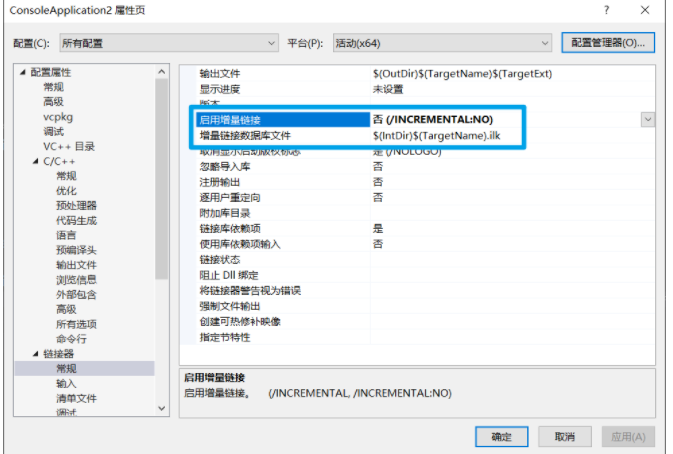 ConsoleApplication2 属性页
? ×
配置(C): 所有配置 平台(P): 活动(x64) 配置管理器(O)...
配置属性
常规
高级
vcpkg
调试
VC++ 目录
C/C++
常规
优化
预处理器
代码生成
语言
预编译头
输出文件
浏览信息
外部包含
高级
所有选项
命令行
链接器
常规
输入
清单文件
调试
输出文件 $(OutDir)$(TargetName)$(TargetExt)
显示进度 未设置
版本
启用增量链接 否 (/INCREMENTAL:NO)
增量链接数据库文件 $(IntDir)$(TargetName).ilk
取消显示启动版权标志 是 (/NOLOGO)
忽略导入库 否
注册输出 否
逐用户重定向 否
附加库目录
链接库依赖项 是
使用库依赖项输入 否
链接状态
阻止 Dll 绑定
将链接器警告视为错误
强制文件输出
创建可热修补映像
指定节特性
启用增量链接
启用增量链接。 (/INCREMENTAL, /INCREMENTAL:NO)
确定 取消 应用(A)